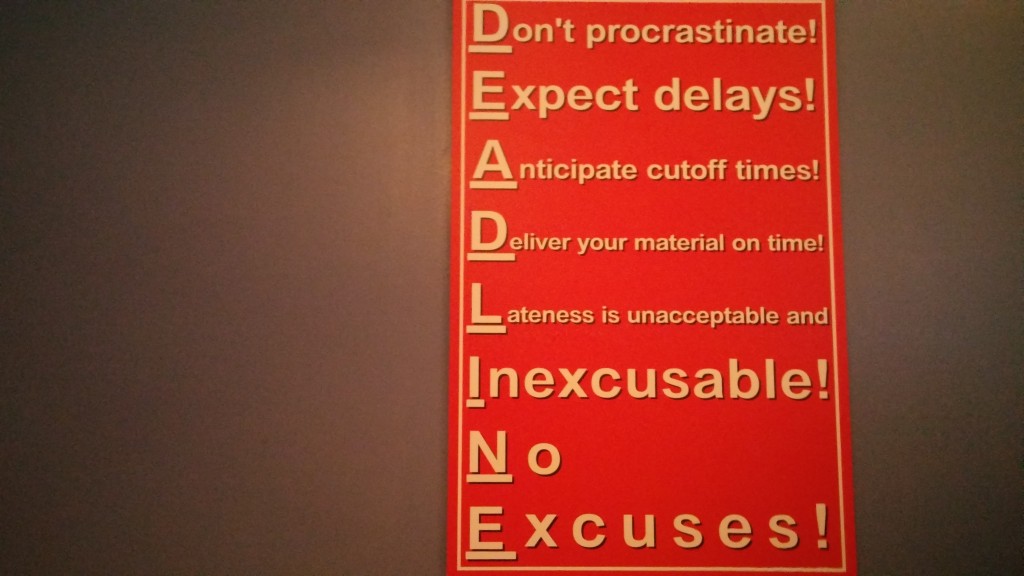 Don't procrastinate!
Expect delays!
Anticipate cutoff times!
Deliver your material on time!
Lateness is unacceptable and
Inexcusable!
No
Excuses!